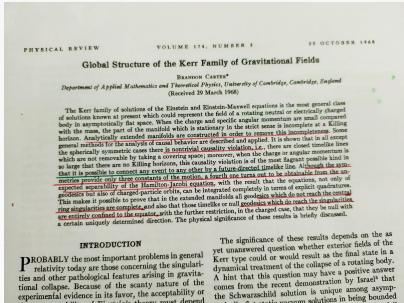 PHYSICAL REVIEW VOLUME 174, NUMBER 5 25 OCTOBER 1968
Global Structure of the Kerr Family of Gravitational Fields
BRANDON CARTER*
Department of Applied Mathematics and Theoretical Physics, University of Cambridge, Cambridge, England
(Received 29 March 1968)
The Kerr family of solutions of the Einstein and Einstein-Maxwell equations is the most general class
of solutions known at present which could represent the field of a rotating neutral or electrically charged
body in asymptotically flat space. When the charge and specific angular momentum are small compared
with the mass, the part of the manifold which is stationary in the strict sense is incomplete at a Killing
horizon. Analytically extended manifolds are constructed in order to remove this incompleteness. Some
general methods for the analysis of causal behavior are described and applied. It is shown that in all except
the spherically symmetric cases there is nontrivial causality violation, i.e., there are closed timelike lines
which are not removable by taking a covering space; moreover, when the charge or angular momentum is
so large that there are no Killing horizons, this causality violation is of the most flagrant possible kind in
that it is possible to connect any event to any other by a future-directed timelike line. Although the sym-
metries provide only three constants of the motion, a fourth one turns out to be obtainable from the un-
expected separability of the Hamilton-Jacobi equation, with the result that the equations, not only of
geodesics but also of charged-particle orbits, can be integrated completely in terms of explicit quadratures.
This makes it possible to prove that in the extended manifolds all geodesics which do not reach the central
ring singularities are complete, and also that those timelike or null geodesics which do reach the singularities
are entirely confined to the equator, with the further restriction, in the charged case, that they be null with
a certain uniquely determined direction. The physical significance of these results is briefly discussed.
INTRODUCTION
PROBABLY the most important problems in general
relativity today are those concerning the singulari-
ties and other pathological features arising in gravita-
tional collapse. Because of the scanty nature of the
experimental evidence in its favor, the acceptability
The significance of these results depends on the as
yet unanswered question whether exterior fields of the
Kerr type could or would result as the final state in a
dynamical treatment of the collapse of a rotating body.
A hint that this question may have a positive answer
comes from the recent demonstration by Israel⁶ that
the Schwarzschild solution is unique among asymp-